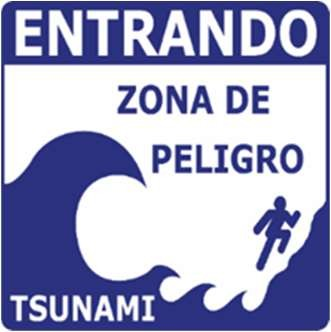 ENTRANDO
ZONA DE
PELIGRO
TSUNAMI